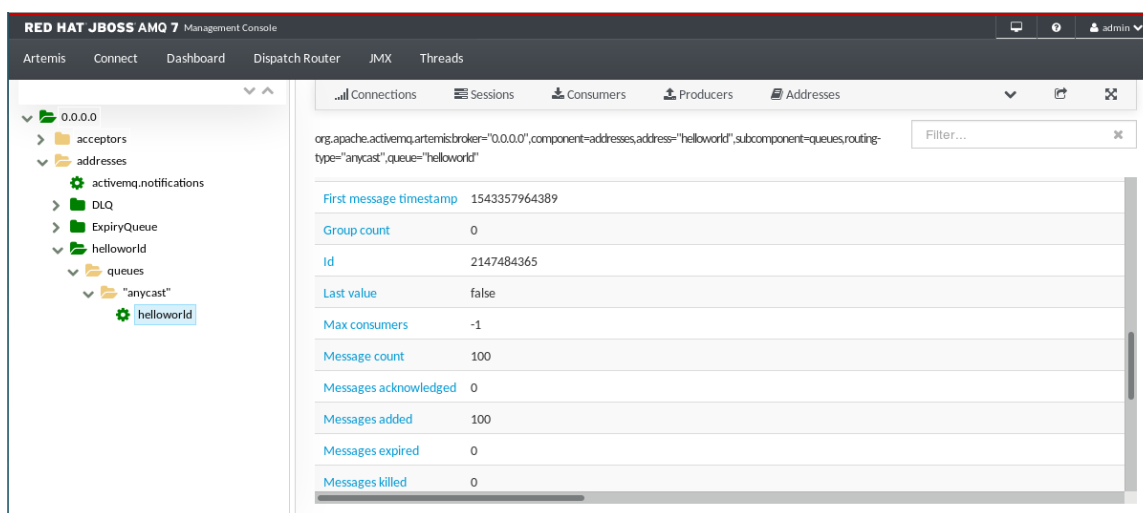 RED HAT JBOSS AMQ 7 Management Console
admin
Artemis Connect Dashboard Dispatch Router JMX Threads
Connections Sessions Consumers Producers Addresses
0.0.0.0
acceptors
addresses
activemq.notifications
DLQ
ExpiryQueue
helloworld
queues
"anycast"
helloworld
org.apache.activemq.artemis:broker="0.0.0.0",component=addresses,address="helloworld",subcomponent=queues,routing-
type="anycast",queue="helloworld"
Filter...
First message timestamp 1543357964389
Group count 0
Id 2147484365
Last value false
Max consumers -1
Message count 100
Messages acknowledged 0
Messages added 100
Messages expired 0
Messages killed 0